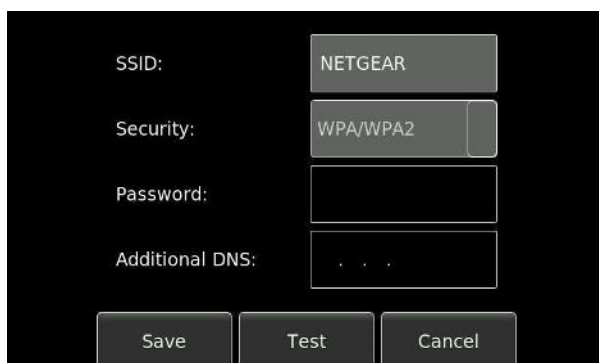 SSID: NETGEAR
Security: WPA/WPA2
Password:
Additional DNS: . . .
Save Test Cancel